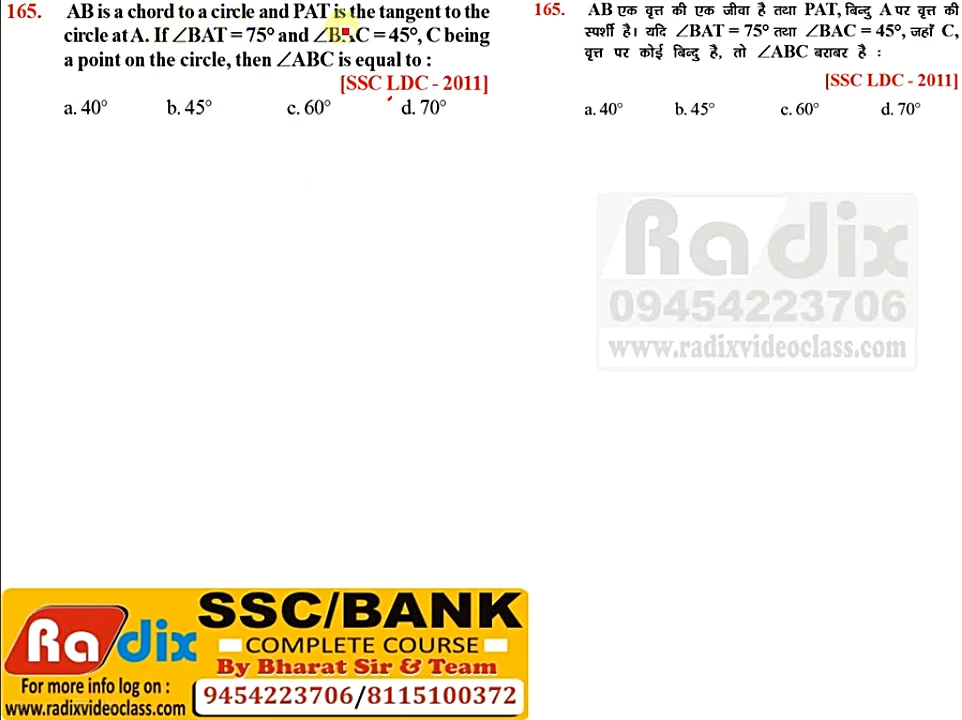 165. AB is a chord to a circle and PAT is the tangent to the
circle at A. If ∠BAT = 75° and ∠BAC = 45°, C being
a point on the circle, then ∠ABC is equal to :
[SSC LDC - 2011]
a. 40° b. 45° c. 60° d. 70°
165. AB एक वृत्त की एक जीवा है तथा PAT, बिन्दु A पर वृत्त की
स्पर्शी है। यदि ∠BAT = 75° तथा ∠BAC = 45°, जहाँ C,
वृत्त पर कोई बिन्दु है, तो ∠ABC बराबर है :
[SSC LDC - 2011]
a. 40° b. 45° c. 60° d. 70°
Radix
09454223706
www.radixvideoclass.com
Radix
For more info log on :
www.radixvideoclass.com
SSC/BANK
COMPLETE COURSE
By Bharat Sir & Team
9454223706/8115100372